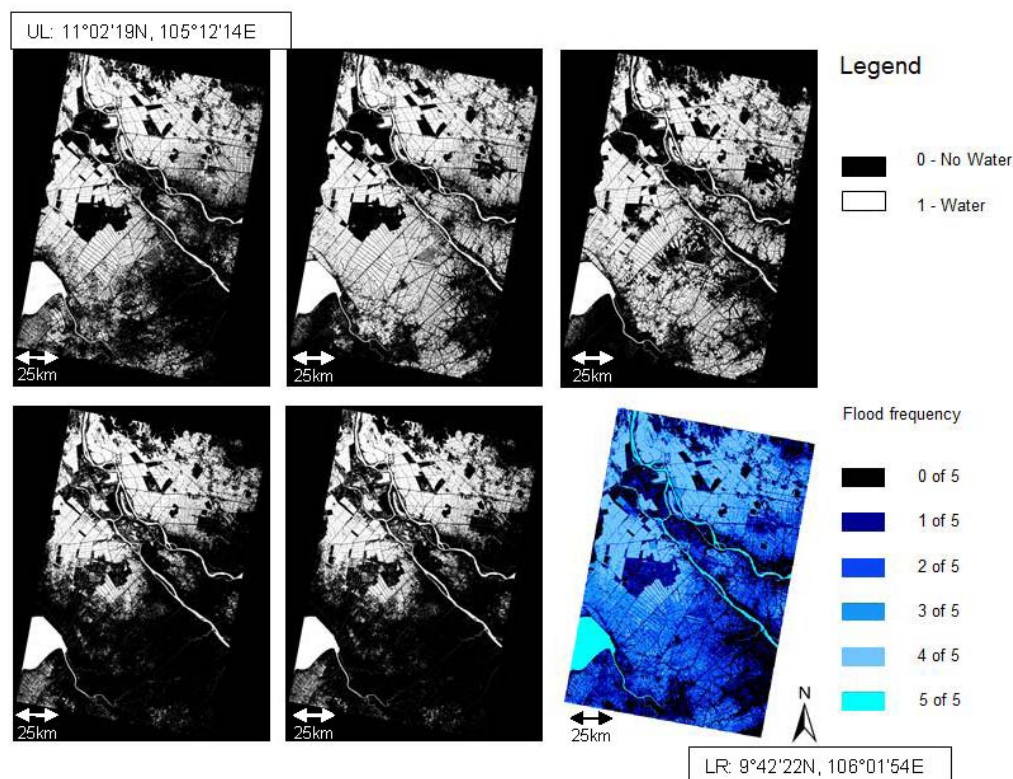 UL: 11°02'19N, 105°12'14E
Legend
0 - No Water
1 - Water
25km
25km
25km
Flood frequency
0 of 5
1 of 5
2 of 5
3 of 5
4 of 5
5 of 5
N
25km
25km
25km
LR: 9°42'22N, 106°01'54E